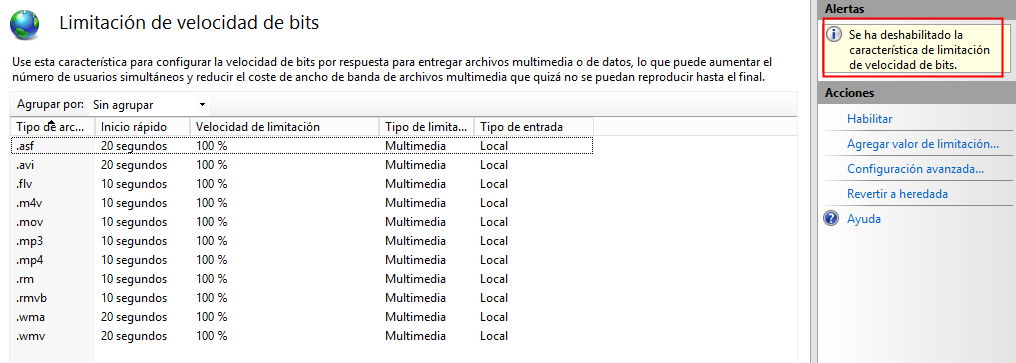 Limitación de velocidad de bits
Use esta característica para configurar la velocidad de bits por respuesta para entregar archivos multimedia o de datos, lo que puede aumentar el
número de usuarios simultáneos y reducir el coste de ancho de banda de archivos multimedia que quizá no se puedan reproducir hasta el final.
Agrupar por: Sin agrupar
Tipo de arc... Inicio rápido Velocidad de limitación Tipo de limita... Tipo de entrada
.asf 20 segundos 100 % Multimedia Local
.avi 20 segundos 100 % Multimedia Local
.flv 10 segundos 100 % Multimedia Local
.m4v 10 segundos 100 % Multimedia Local
.mov 10 segundos 100 % Multimedia Local
.mp3 10 segundos 100 % Multimedia Local
.mp4 10 segundos 100 % Multimedia Local
.rm 10 segundos 100 % Multimedia Local
.rmvb 10 segundos 100 % Multimedia Local
.wma 20 segundos 100 % Multimedia Local
.wmv 20 segundos 100 % Multimedia Local
Alertas
Se ha deshabilitado la
característica de limitación
de velocidad de bits.
Acciones
Habilitar
Agregar valor de limitación...
Configuración avanzada...
Revertir a heredada
Ayuda